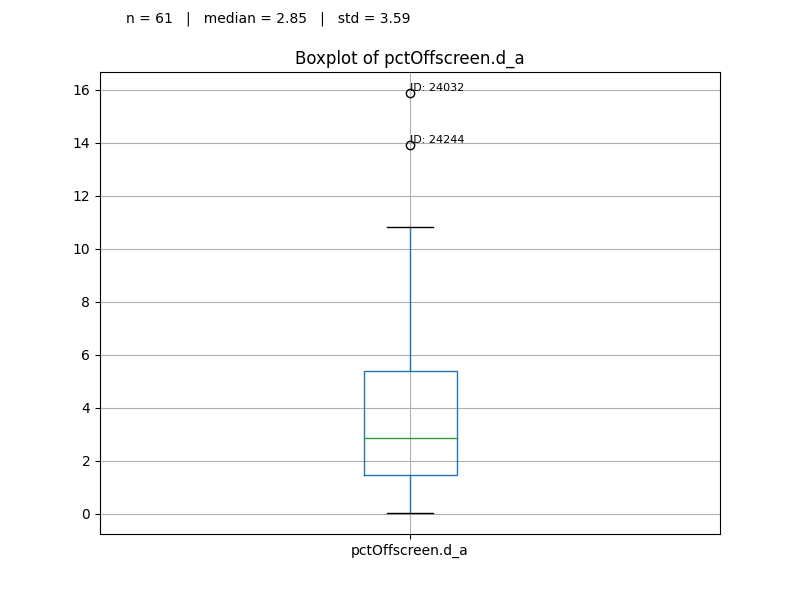 n = 61   |   median = 2.85   |   std = 3.59
Boxplot of pctOffscreen.d_a
16
ID: 24032
14
ID: 24244
12
10
8
6
4
2
0
pctOffscreen.d_a